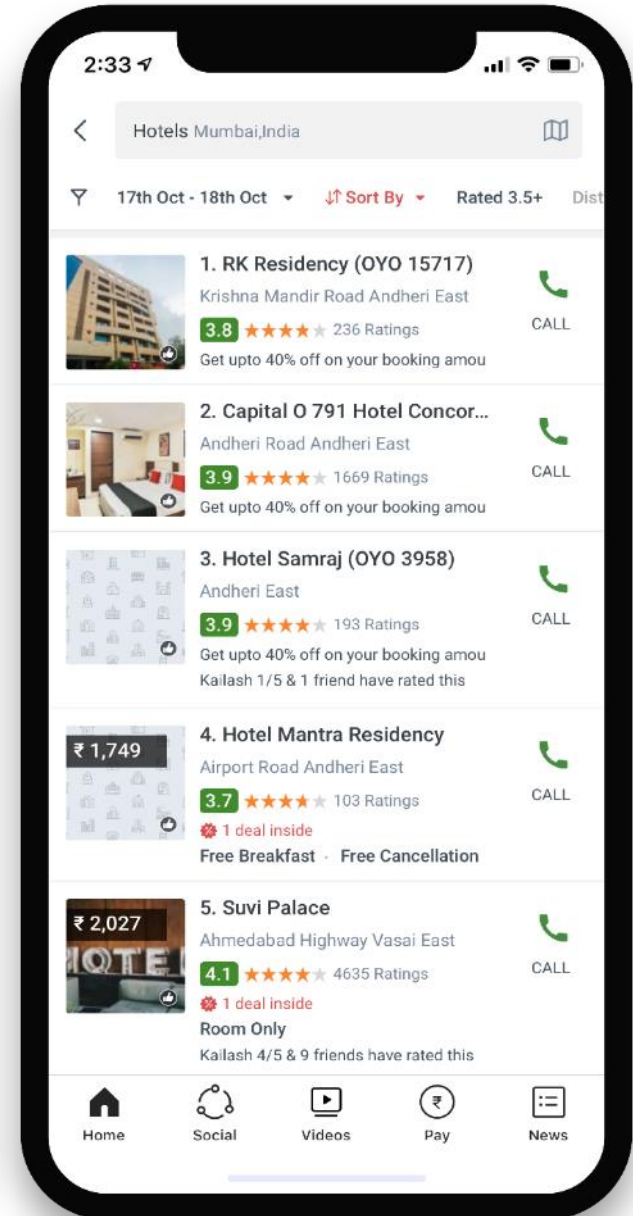 2:33
Hotels Mumbai,India
17th Oct - 18th Oct Sort By Rated 3.5+ Dist
1. RK Residency (OYO 15717)
Krishna Mandir Road Andheri East
3.8 236 Ratings
CALL
Get upto 40% off on your booking amou
2. Capital O 791 Hotel Concor...
Andheri Road Andheri East
3.9 1669 Ratings
CALL
Get upto 40% off on your booking amou
3. Hotel Samraj (OYO 3958)
Andheri East
3.9 193 Ratings
CALL
Get upto 40% off on your booking amou
Kailash 1/5 & 1 friend have rated this
₹ 1,749
4. Hotel Mantra Residency
Airport Road Andheri East
3.7 103 Ratings
CALL
1 deal inside
Free Breakfast · Free Cancellation
₹ 2,027
HOTEL
5. Suvi Palace
Ahmedabad Highway Vasai East
4.1 4635 Ratings
CALL
1 deal inside
Room Only
Kailash 4/5 & 9 friends have rated this
Home Social Videos Pay News